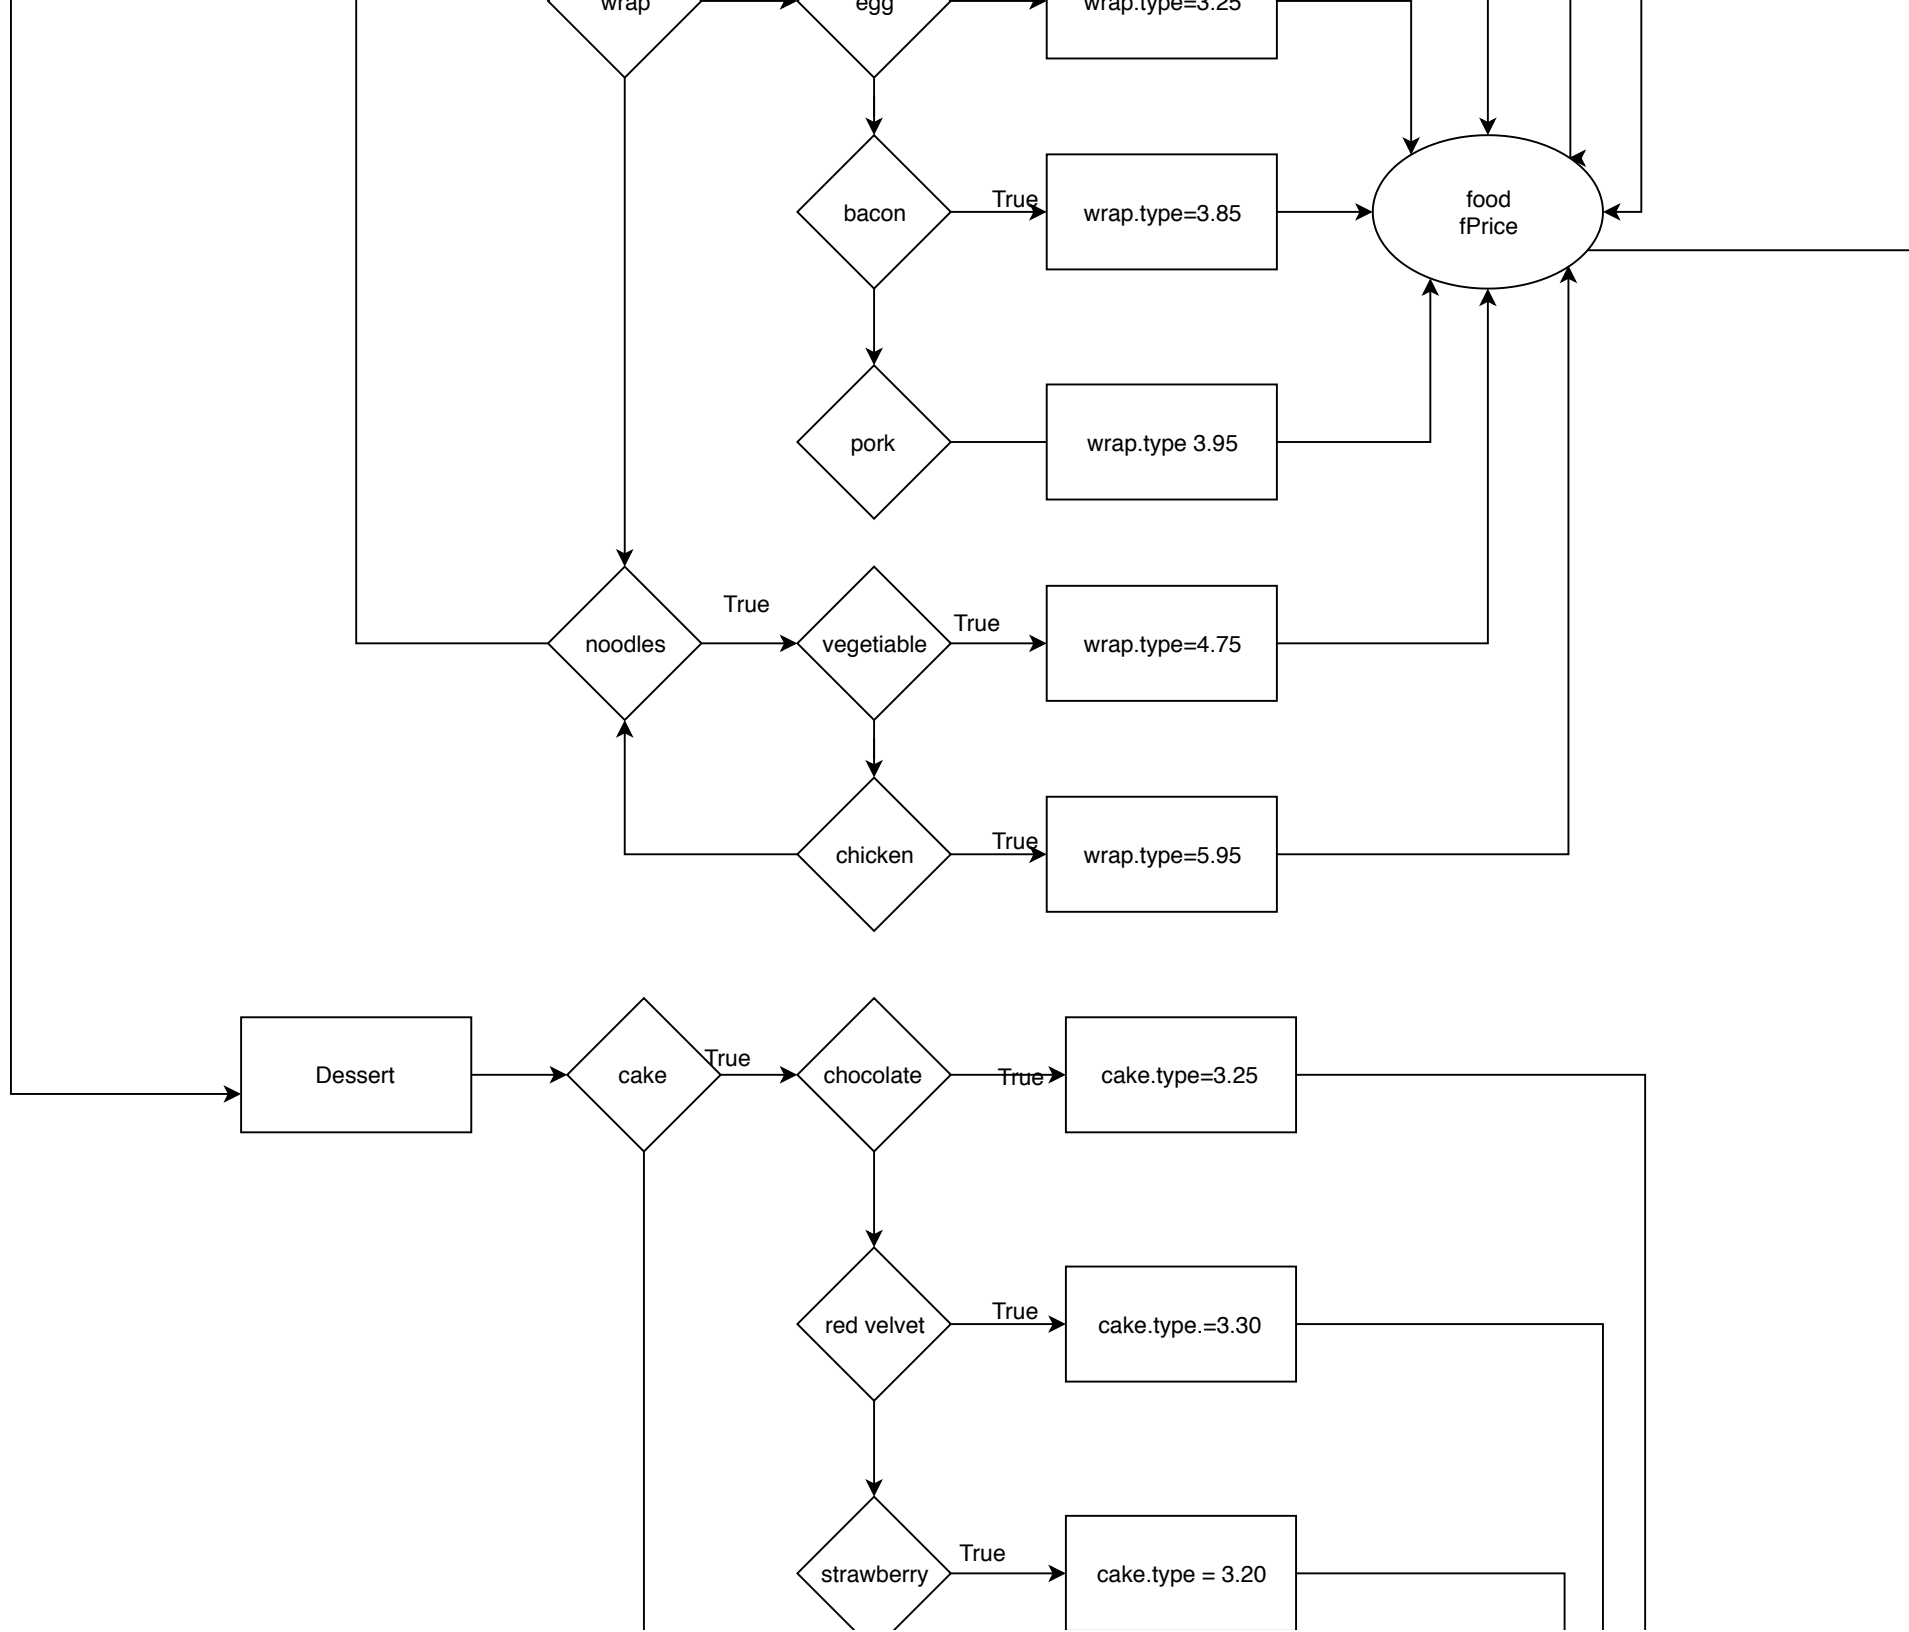 wrap
egg
wrap.type=3.25
bacon
True
wrap.type=3.85
food
fPrice
pork
wrap.type 3.95
noodles
True
vegetiable
True
wrap.type=4.75
chicken
True
wrap.type=5.95
Dessert
cake
True
chocolate
True
cake.type=3.25
red velvet
True
cake.type.=3.30
strawberry
True
cake.type = 3.20